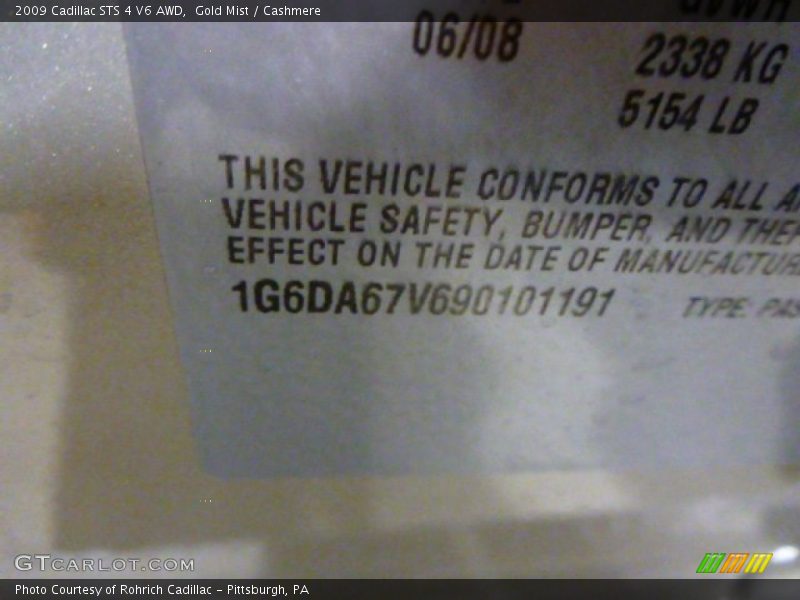 2009 Cadillac STS 4 V6 AWD, Gold Mist / Cashmere
GVWR
06/08
2338 KG
5154 LB
THIS VEHICLE CONFORMS TO ALL
VEHICLE SAFETY, BUMPER, AND
EFFECT ON THE DATE OF
1G6DA67V690101191 TYPE:
GTCARLOT.COM
Photo Courtesy of Rohrich Cadillac - Pittsburgh, PA